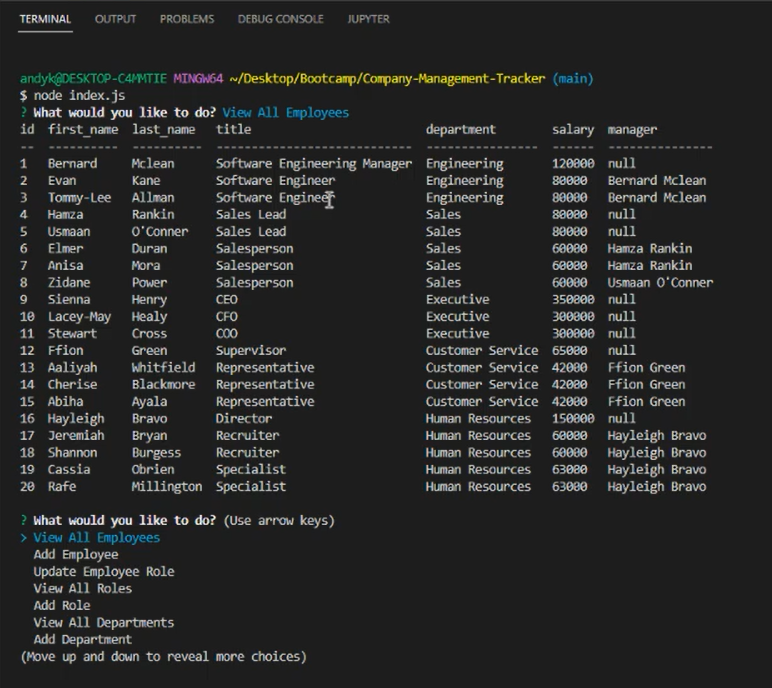 TERMINAL OUTPUT PROBLEMS DEBUG CONSOLE JUPYTER
andyk@DESKTOP-C4MMTIE MINGW64 ~/Desktop/Bootcamp/Company-Management-Tracker (main)
$ node index.js
? What would you like to do? View All Employees
id  first_name  last_name   title                         department        salary  manager
--  ----------  ----------  ----------------------------  ----------------  ------  ---------------
1   Bernard     Mclean      Software Engineering Manager  Engineering       120000  null
2   Evan        Kane        Software Engineer             Engineering       80000   Bernard Mclean
3   Tommy-Lee   Allman      Software Engineer             Engineering       80000   Bernard Mclean
4   Hamza       Rankin      Sales Lead                    Sales             80000   null
5   Usmaan      O'Conner    Sales Lead                    Sales             80000   null
6   Elmer       Duran       Salesperson                   Sales             60000   Hamza Rankin
7   Anisa       Mora        Salesperson                   Sales             60000   Hamza Rankin
8   Zidane      Power       Salesperson                   Sales             60000   Usmaan O'Conner
9   Sienna      Henry       CEO                           Executive         350000  null
10  Lacey-May   Healy       CFO                           Executive         300000  null
11  Stewart     Cross       COO                           Executive         300000  null
12  Ffion       Green       Supervisor                    Customer Service  65000   null
13  Aaliyah     Whitfield   Representative                Customer Service  42000   Ffion Green
14  Cherise     Blackmore   Representative                Customer Service  42000   Ffion Green
15  Abiha       Ayala       Representative                Customer Service  42000   Ffion Green
16  Hayleigh    Bravo       Director                      Human Resources   150000  null
17  Jeremiah    Bryan       Recruiter                     Human Resources   60000   Hayleigh Bravo
18  Shannon     Burgess     Recruiter                     Human Resources   60000   Hayleigh Bravo
19  Cassia      Obrien      Specialist                    Human Resources   63000   Hayleigh Bravo
20  Rafe        Millington  Specialist                    Human Resources   63000   Hayleigh Bravo
? What would you like to do? (Use arrow keys)
> View All Employees
Add Employee
Update Employee Role
View All Roles
Add Role
View All Departments
Add Department
(Move up and down to reveal more choices)